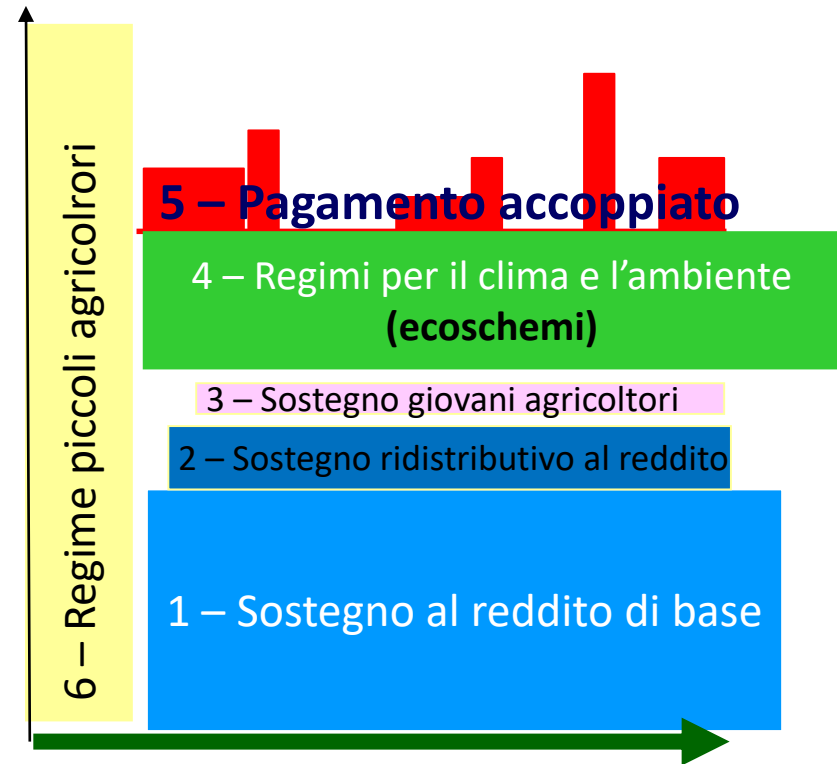 6 – Regime piccoli agricolrori
5 – Pagamento accoppiato
4 – Regimi per il clima e l’ambiente
(ecoschemi)
3 – Sostegno giovani agricoltori
2 – Sostegno ridistributivo al reddito
1 – Sostegno al reddito di base